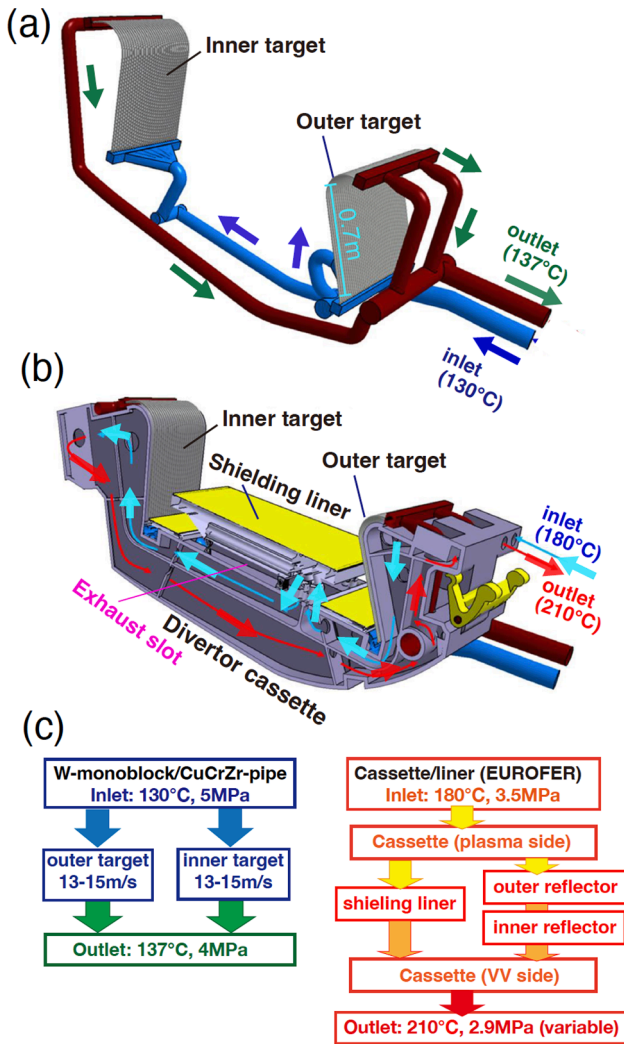 (a)
Inner target
Outer target
0.7m
outlet
(137°C)
inlet
(130°C)
(b)
Inner target
Shielding liner
Outer target
inlet
(180°C)
outlet
(210°C)
Exhaust slot
Divertor cassette
(c)
W-monoblock/CuCrZr-pipe
Inlet: 130°C, 5MPa
outer target
13-15m/s
inner target
13-15m/s
Outlet: 137°C, 4MPa
Cassette/liner (EUROFER)
Inlet: 180°C, 3.5MPa
Cassette (plasma side)
shieling liner
outer reflector
inner reflector
Cassette (VV side)
Outlet: 210°C, 2.9MPa (variable)